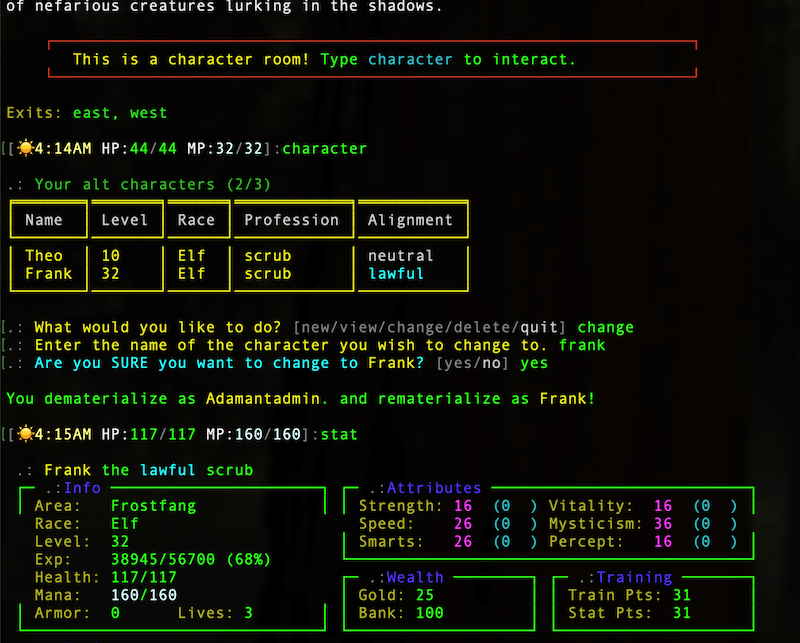 of nefarious creatures lurking in the shadows.
This is a character room! Type character to interact.
Exits: east, west
[[☀️4:14AM HP:44/44 MP:32/32]:character
.: Your alt characters (2/3)
Name Level Race Profession Alignment
Theo 10 Elf scrub neutral
Frank 32 Elf scrub lawful
[.: What would you like to do? [new/view/change/delete/quit] change
[.: Enter the name of the character you wish to change to. frank
[.: Are you SURE you want to change to Frank? [yes/no] yes
You dematerialize as Adamantadmin. and rematerialize as Frank!
[[☀️4:15AM HP:117/117 MP:160/160]:stat
.: Frank the lawful scrub
.:Info
Area: Frostfang
Race: Elf
Level: 32
Exp: 38945/56700 (68%)
Health: 117/117
Mana: 160/160
Armor: 0 Lives: 3
.:Attributes
Strength: 16 (0 ) Vitality: 16 (0 )
Speed: 26 (0 ) Mysticism: 36 (0 )
Smarts: 26 (0 ) Percept: 16 (0 )
.:Wealth
Gold: 25
Bank: 100
.:Training
Train Pts: 31
Stat Pts: 31